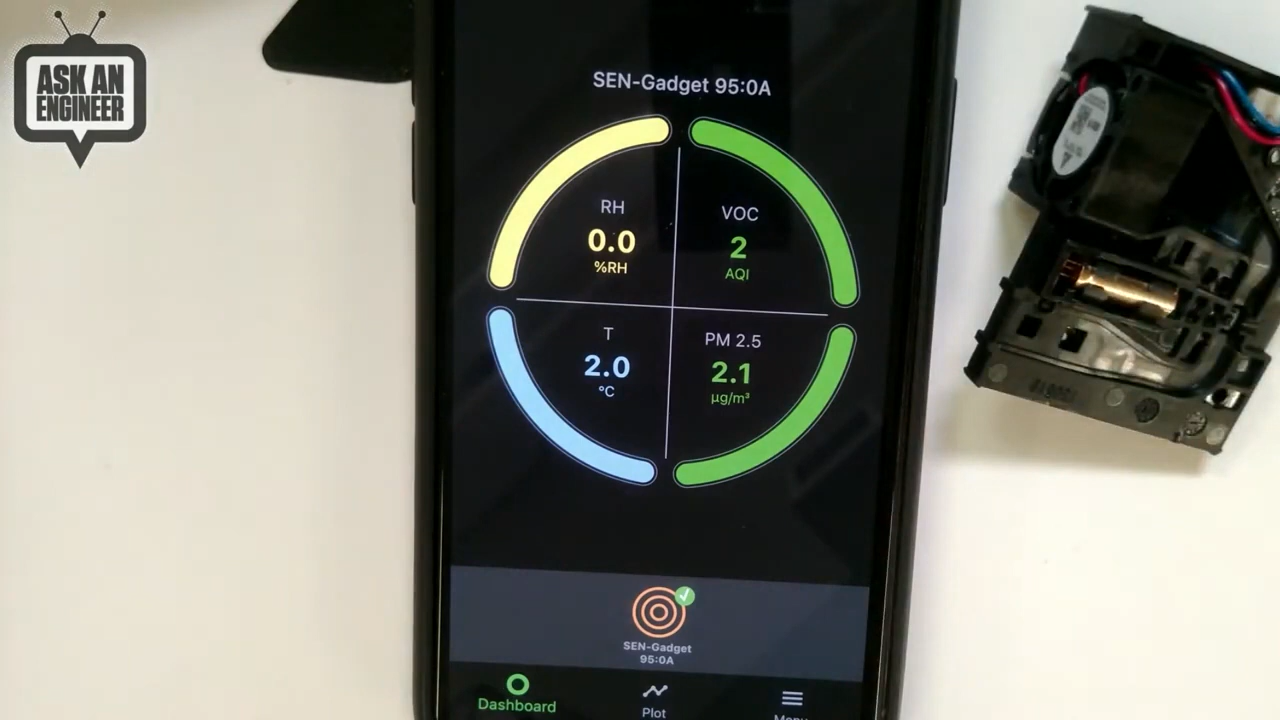 ASK AN
ENGINEER
SEN-Gadget 95:0A
RH
0.0
%RH
VOC
2
AQI
T
2.0
°C
PM 2.5
2.1
µg/m³
SEN-Gadget
95:0A
Dashboard
Plot
Menu